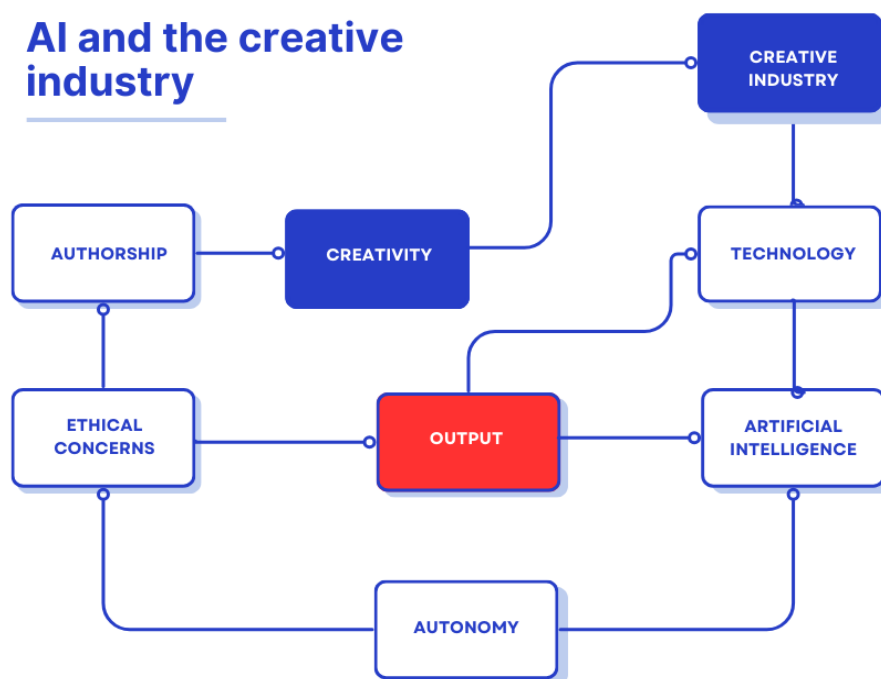 AI and the creative
industry
CREATIVE
INDUSTRY
AUTHORSHIP
CREATIVITY
TECHNOLOGY
ETHICAL
CONCERNS
OUTPUT
ARTIFICIAL
INTELLIGENCE
AUTONOMY